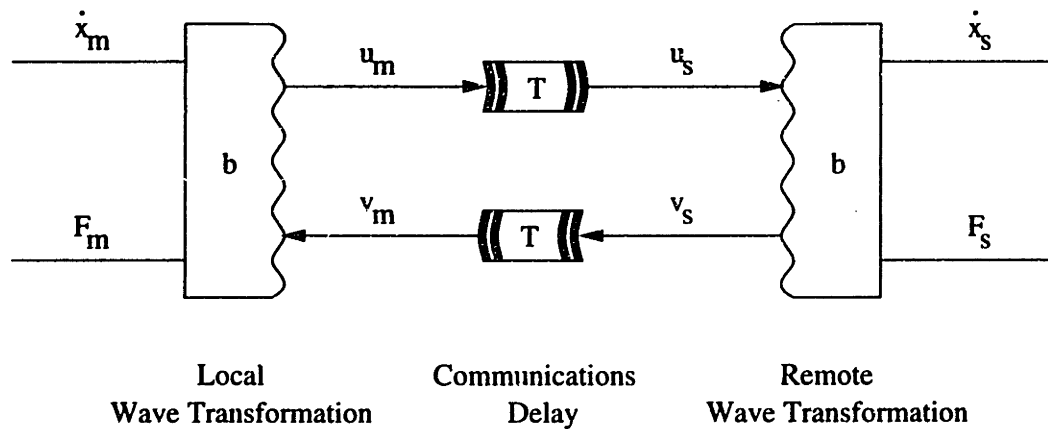 ẋm um us ẋs
T
b b
Fm vm vs Fs
T
Local Communications Remote
Wave Transformation Delay Wave Transformation